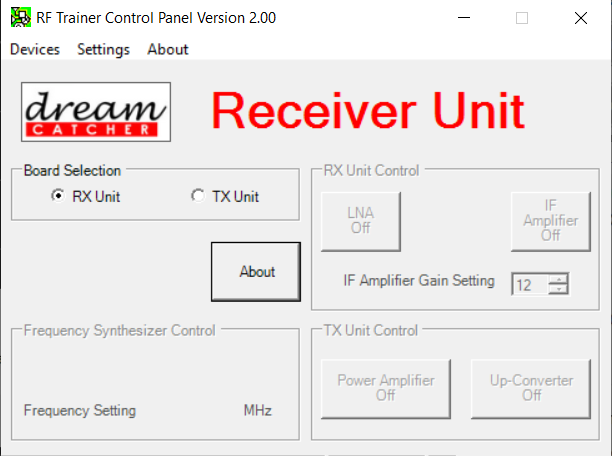 RF Trainer Control Panel Version 2.00
Devices Settings About
dream
CATCHER
Receiver Unit
Board Selection
RX Unit TX Unit
About
RX Unit Control
LNA
Off
IF
Amplifier
Off
IF Amplifier Gain Setting 12
Frequency Synthesizer Control
Frequency Setting MHz
TX Unit Control
Power Amplifier
Off
Up-Converter
Off